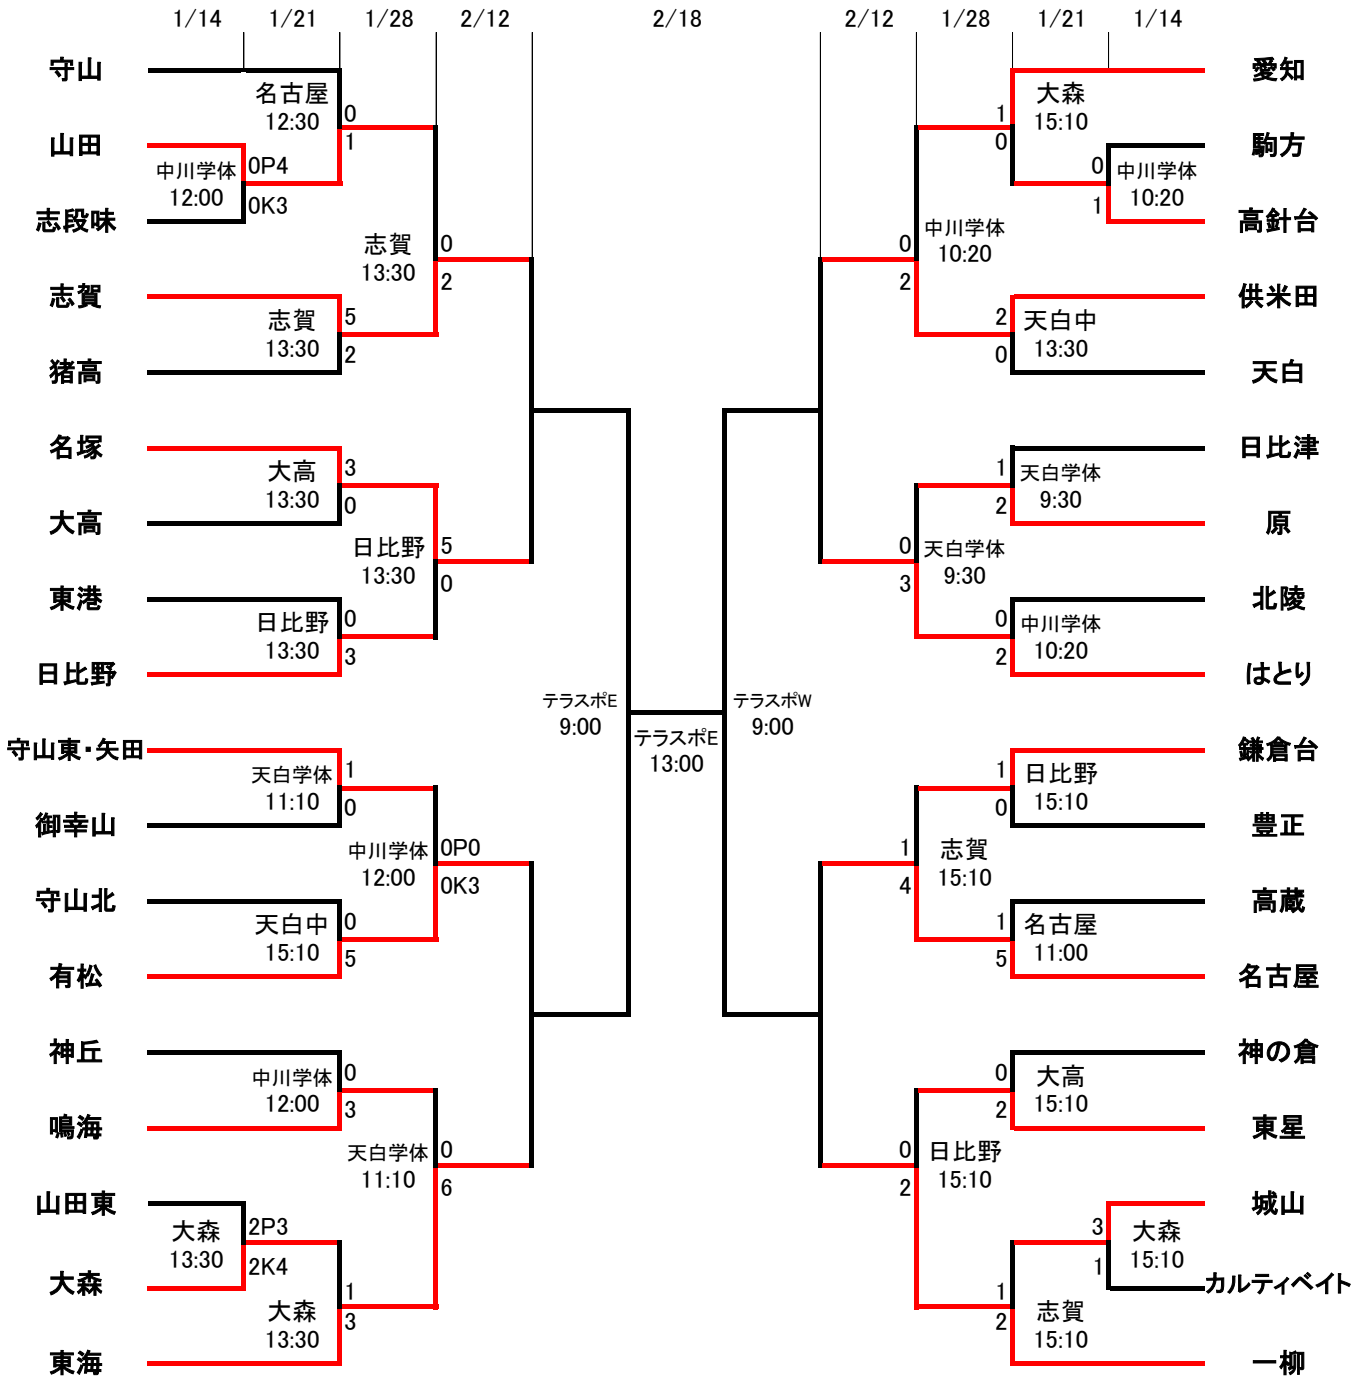 1/14 1/21 1/28 2/12 2/18 2/12 1/28 1/21 1/14
守山
名古屋
12:30
0
1
山田
中川学体
12:00
0P4
0K3
志段味
志賀
13:30
0
2
志賀
志賀
13:30
5
2
猪高
名塚
大高
13:30
3
0
大高
日比野
13:30
5
0
東港
日比野
13:30
0
3
日比野
テラスポE
9:00
テラスポE
13:00
テラスポW
9:00
守山東・矢田
天白学体
11:10
1
0
御幸山
中川学体
12:00
0P0
0K3
守山北
天白中
15:10
0
5
有松
神丘
中川学体
12:00
0
3
鳴海
天白学体
11:10
0
6
山田東
大森
13:30
2P3
2K4
大森
大森
13:30
1
3
東海
愛知
1
0
大森
15:10
駒方
0
1
中川学体
10:20
高針台
0
2
中川学体
10:20
供米田
2
0
天白中
13:30
天白
日比津
1
2
天白学体
9:30
原
0
3
天白学体
9:30
北陵
0
2
中川学体
10:20
はとり
鎌倉台
1
0
日比野
15:10
豊正
1
4
志賀
15:10
高蔵
1
5
名古屋
11:00
名古屋
神の倉
0
2
大高
15:10
東星
0
2
日比野
15:10
城山
3
1
大森
15:10
カルティベイト
1
2
志賀
15:10
一柳